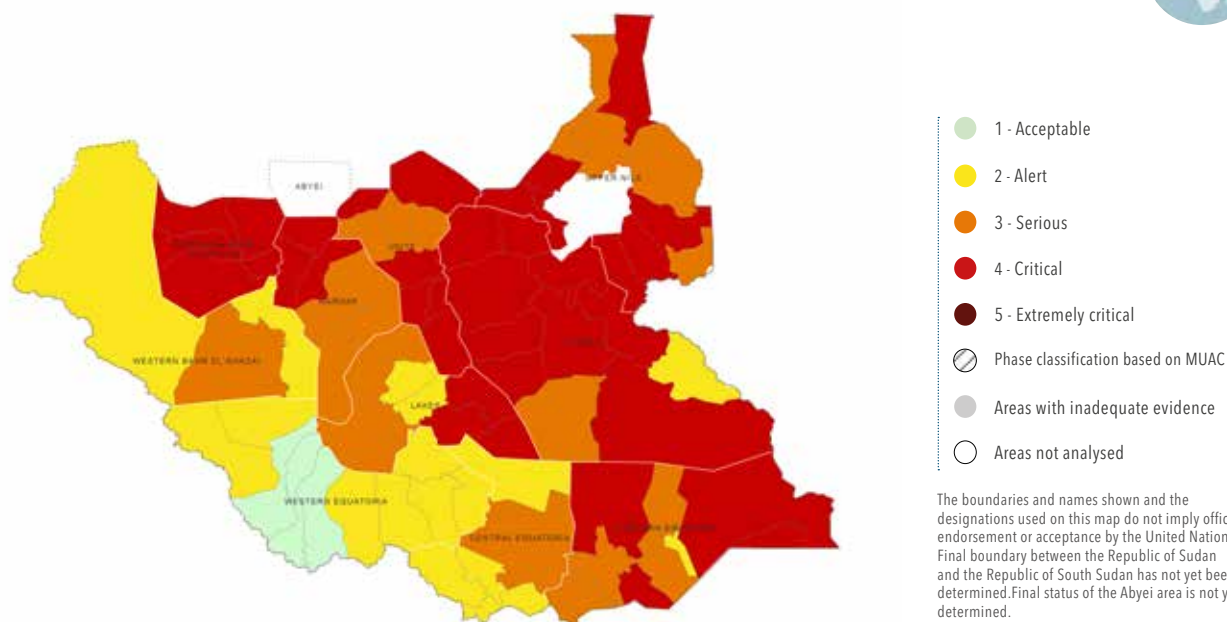 ABYEI
UPPER NILE
UNITY
WARRAP
WESTERN BAHR EL GHAZAL
LAKES
WESTERN EQUATORIA
CENTRAL EQUATORIA
1 - Acceptable
2 - Alert
3 - Serious
4 - Critical
5 - Extremely critical
Phase classification based on MUAC
Areas with inadequate evidence
Areas not analysed
The boundaries and names shown and the
designations used on this map do not imply offic
endorsement or acceptance by the United Nation
Final boundary between the Republic of Sudan
and the Republic of South Sudan has not yet bee
determined.Final status of the Abyei area is not y
determined.